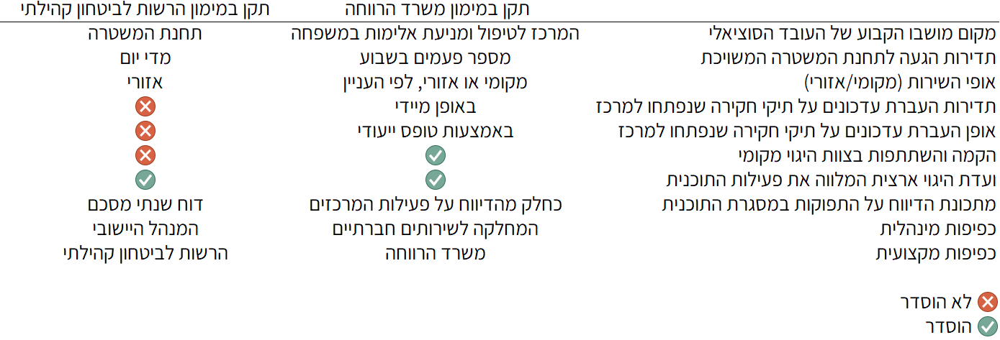 תקן במימון משרד הרווחה תקן במימון הרשות לביטחון קהילתי
מקום מושבו הקבוע של העובד הסוציאלי המרכז לטיפול ומניעת אלימות במשפחה תחנת המשטרה
תדירות הגעה לתחנת המשטרה המשויכת מספר פעמים בשבוע מדי יום
אופי השירות (מקומי/אזורי) מקומי או אזורי, לפי העניין אזורי
תדירות העברת עדכונים על תיקי חקירה שנפתחו למרכז באופן מיידי
אופן העברת עדכונים על תיקי חקירה שנפתחו למרכז באמצעות טופס ייעודי
הקמה והשתתפות בצוות היגוי מקומי
ועדת היגוי ארצית המלווה את פעילות התוכנית
מתכונת הדיווח על התפוקות במסגרת התוכנית כחלק מהדיווח על פעילות המרכזים דוח שנתי מסכם
כפיפות מינהלית המחלקה לשירותים חברתיים המנהל היישובי
כפיפות מקצועית משרד הרווחה הרשות לביטחון קהילתי
לא הוסדר
הוסדר